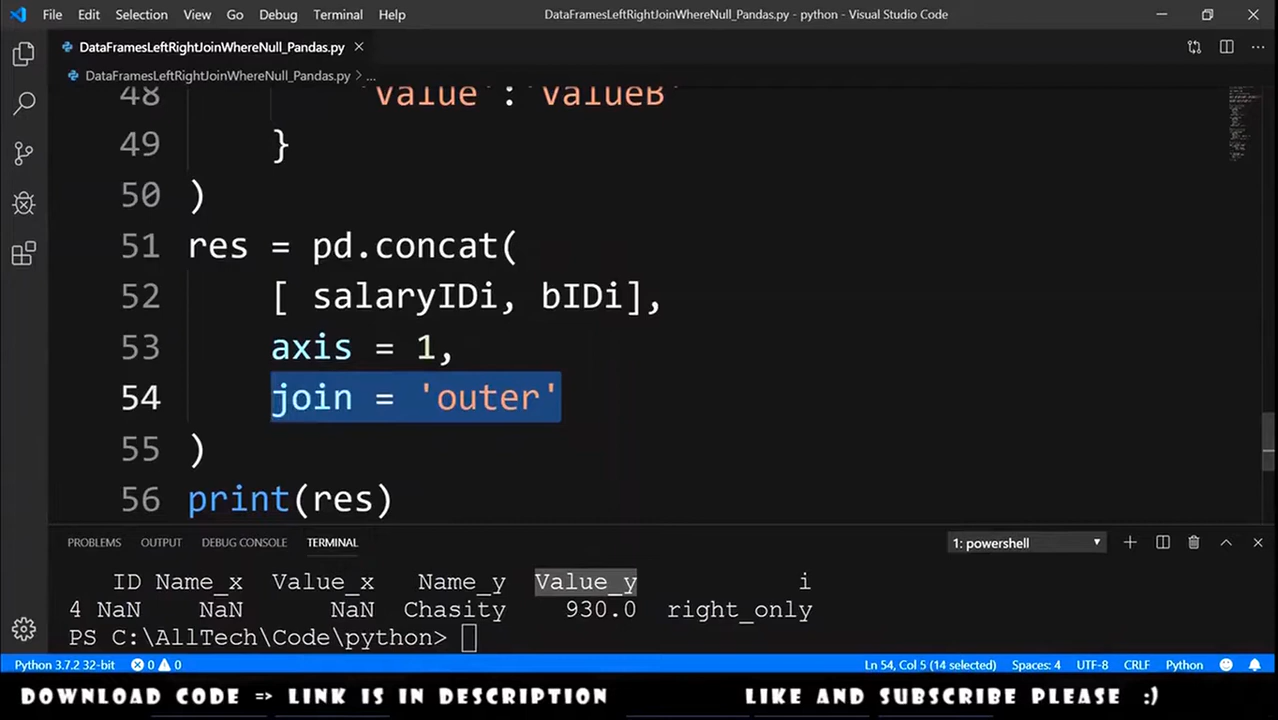 File Edit Selection View Go Debug Terminal Help DataFramesLeftRightJoinWhereNull_Pandas.py - python - Visual Studio Code
DataFramesLeftRightJoinWhereNull_Pandas.py
DataFramesLeftRightJoinWhereNull_Pandas.py > ...
48 'Value' : 'ValueB'
49 }
50 )
51 res = pd.concat(
52 [ salaryIDi, bIDi],
53 axis = 1,
54 join = 'outer'
55 )
56 print(res)
PROBLEMS OUTPUT DEBUG CONSOLE TERMINAL 1: powershell
ID Name_x Value_x Name_y Value_y i
4 NaN NaN NaN Chasity 930.0 right_only
PS C:\AllTech\Code\python>
Python 3.7.2 32-bit 0 0 Ln 54, Col 5 (14 selected) Spaces: 4 UTF-8 CRLF Python
DOWNLOAD CODE => LINK IS IN DESCRIPTION LIKE AND SUBSCRIBE PLEASE :)